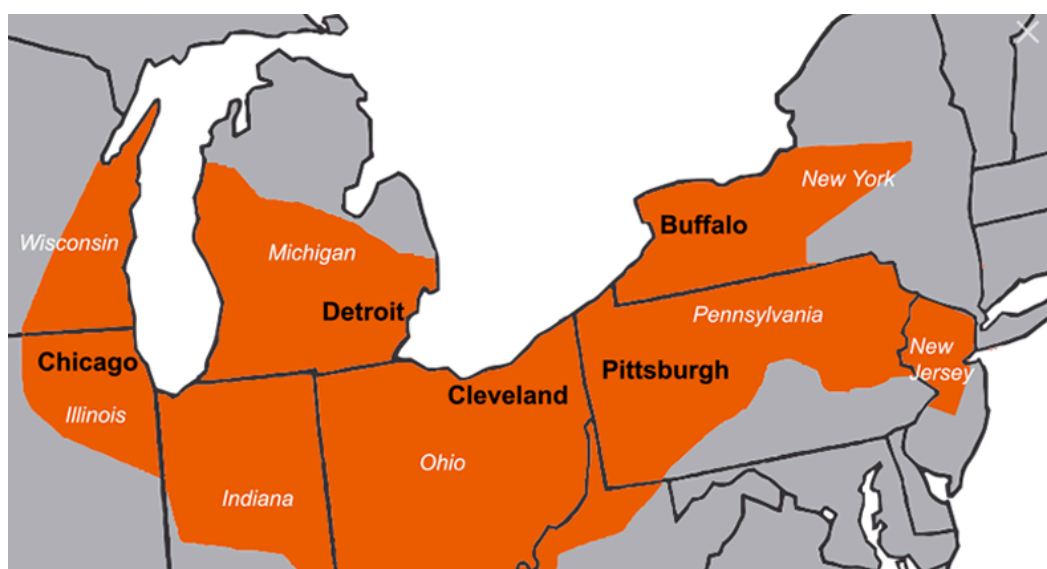 New York
Buffalo
Wisconsin
Michigan
Detroit
Pennsylvania
New
Jersey
Chicago
Pittsburgh
Cleveland
Illinois
Ohio
Indiana